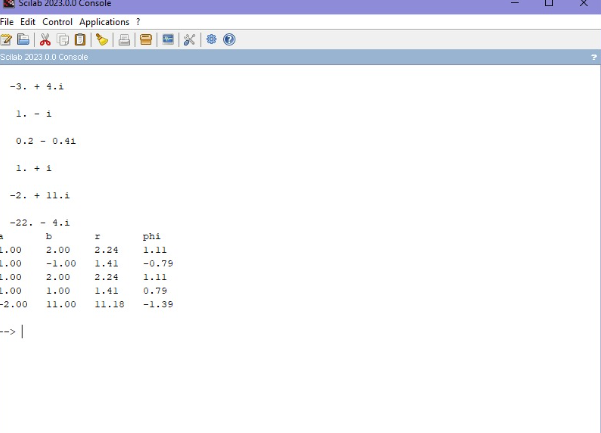 Scilab 2023.0.0 Console
File Edit Control Applications ?
Scilab 2023.0.0 Console ?
-3. + 4.i
1. - i
0.2 - 0.4i
1. + i
-2. + 11.i
-22. - 4.i
a b r phi
1.00 2.00 2.24 1.11
1.00 -1.00 1.41 -0.79
1.00 2.00 2.24 1.11
1.00 1.00 1.41 0.79
-2.00 11.00 11.18 -1.39
-->